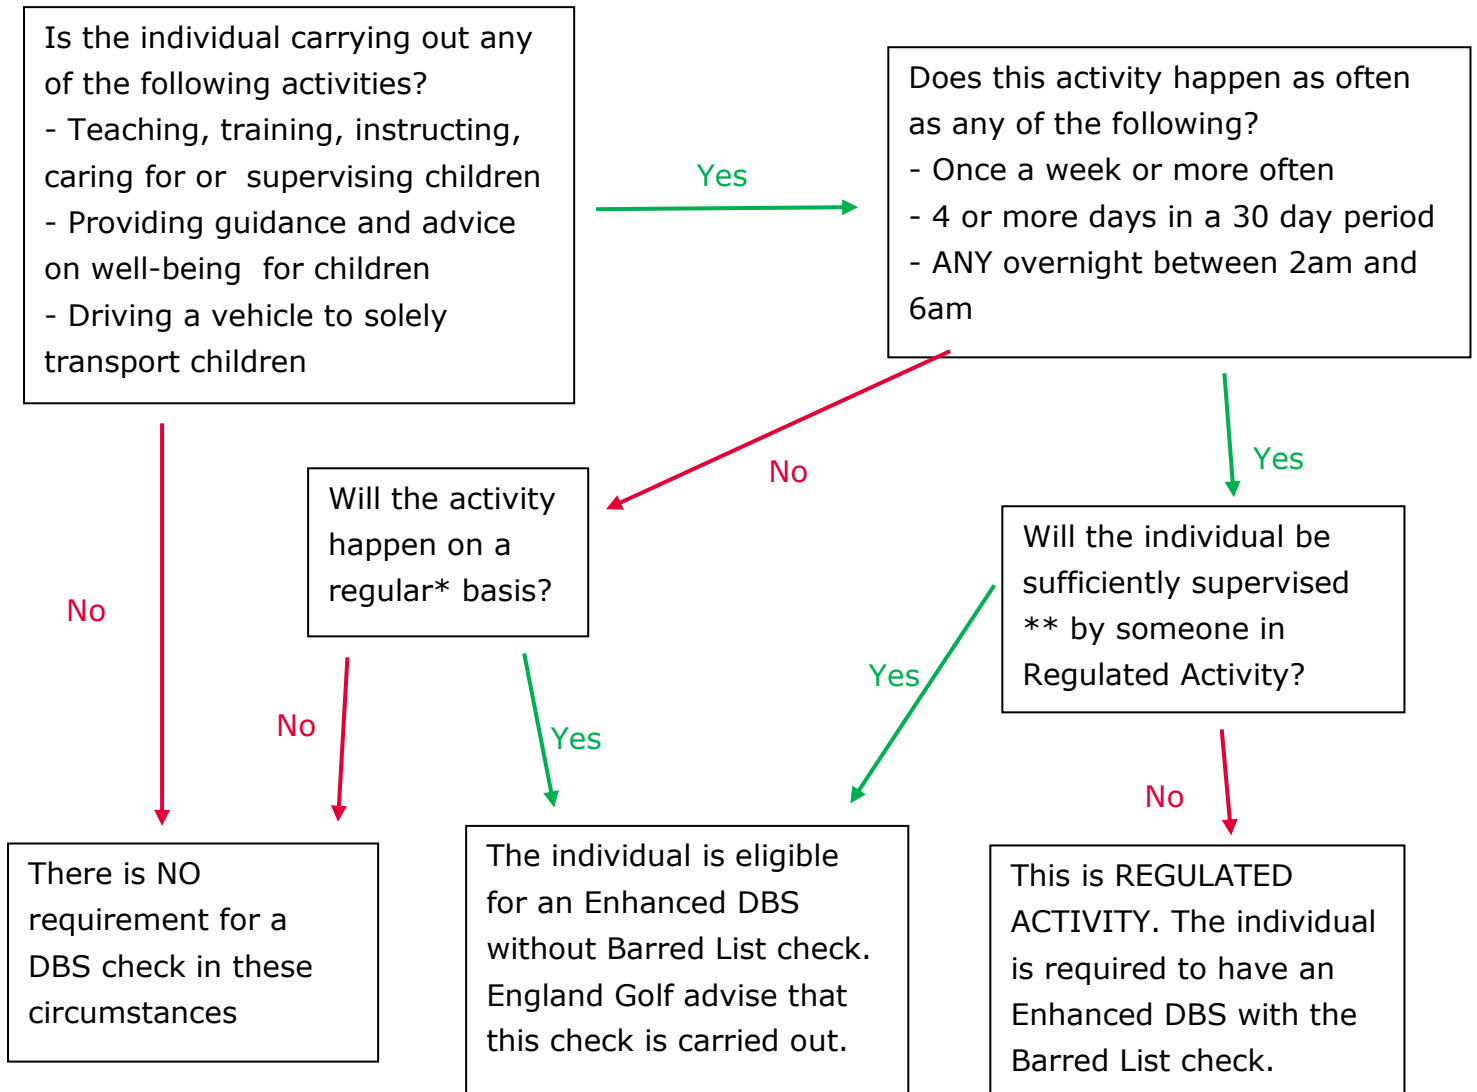 Is the individual carrying out any
of the following activities?
- Teaching, training, instructing,
caring for or  supervising children
- Providing guidance and advice
on well-being  for children
- Driving a vehicle to solely
transport children
Yes
Does this activity happen as often
as any of the following?
- Once a week or more often
- 4 or more days in a 30 day period
- ANY overnight between 2am and
6am
No
Yes
Will the activity
happen on a
regular* basis?
Will the individual be
sufficiently supervised
** by someone in
Regulated Activity?
No
No
Yes
Yes
No
There is NO
requirement for a
DBS check in these
circumstances
The individual is eligible
for an Enhanced DBS
without Barred List check.
England Golf advise that
this check is carried out.
This is REGULATED
ACTIVITY. The individual
is required to have an
Enhanced DBS with the
Barred List check.